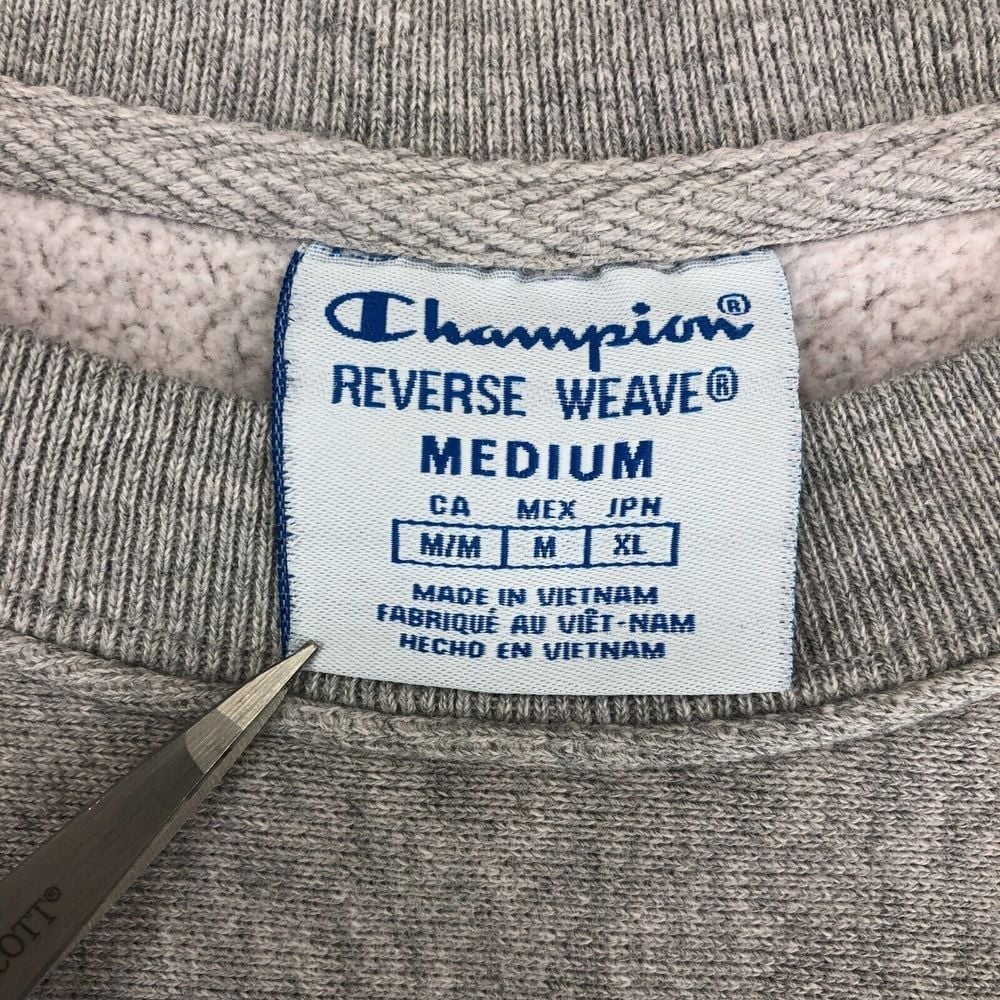 Champion®
REVERSE WEAVE®
MEDIUM
CA MEX JPN
M/M M XL
MADE IN VIETNAM
FABRIQUÉ AU VIÊT-NAM
HECHO EN VIETNAM